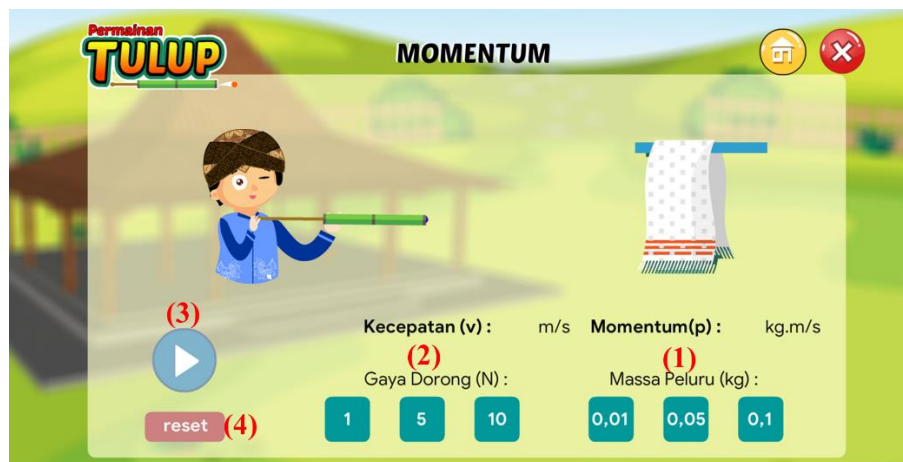 Permainan
TULUP
MOMENTUM
(3)
Kecepatan (v) : m/s Momentum(p) : kg.m/s
(2) (1)
Gaya Dorong (N) : Massa Peluru (kg) :
1 5 10 0,01 0,05 0,1
reset (4)